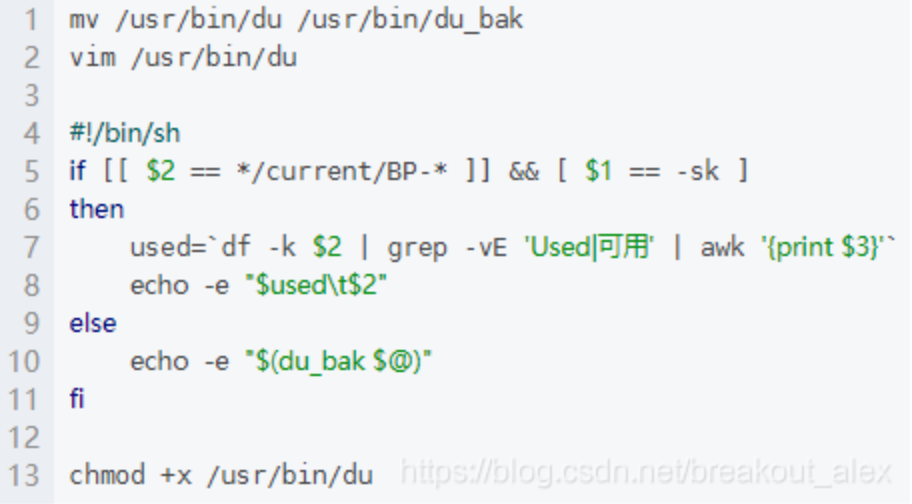 1 mv /usr/bin/du /usr/bin/du_bak
2 vim /usr/bin/du
3
4 #!/bin/sh
5 if [[ $2 == */current/BP-* ]] && [ $1 == -sk ]
6 then
7 used=`df -k $2 | grep -vE 'Used|可用' | awk '{print $3}'`
8 echo -e "$used\t$2"
9 else
10 echo -e "$(du_bak $@)"
11 fi
12
13 chmod +x /usr/bin/du https://blog.csdn.net/breakout_alex